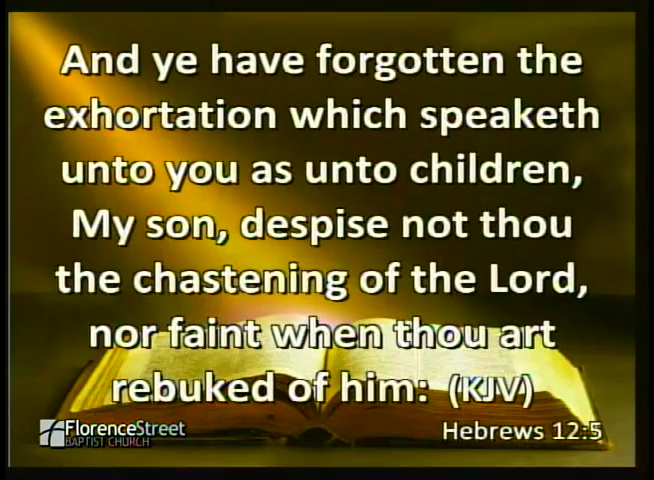 And ye have forgotten the
exhortation which speaketh
unto you as unto children,
My son, despise not thou
the chastening of the Lord,
nor faint when thou art
rebuked of him: (KJV)
FlorenceStreet
BAPTIST CHURCH
Hebrews 12:5